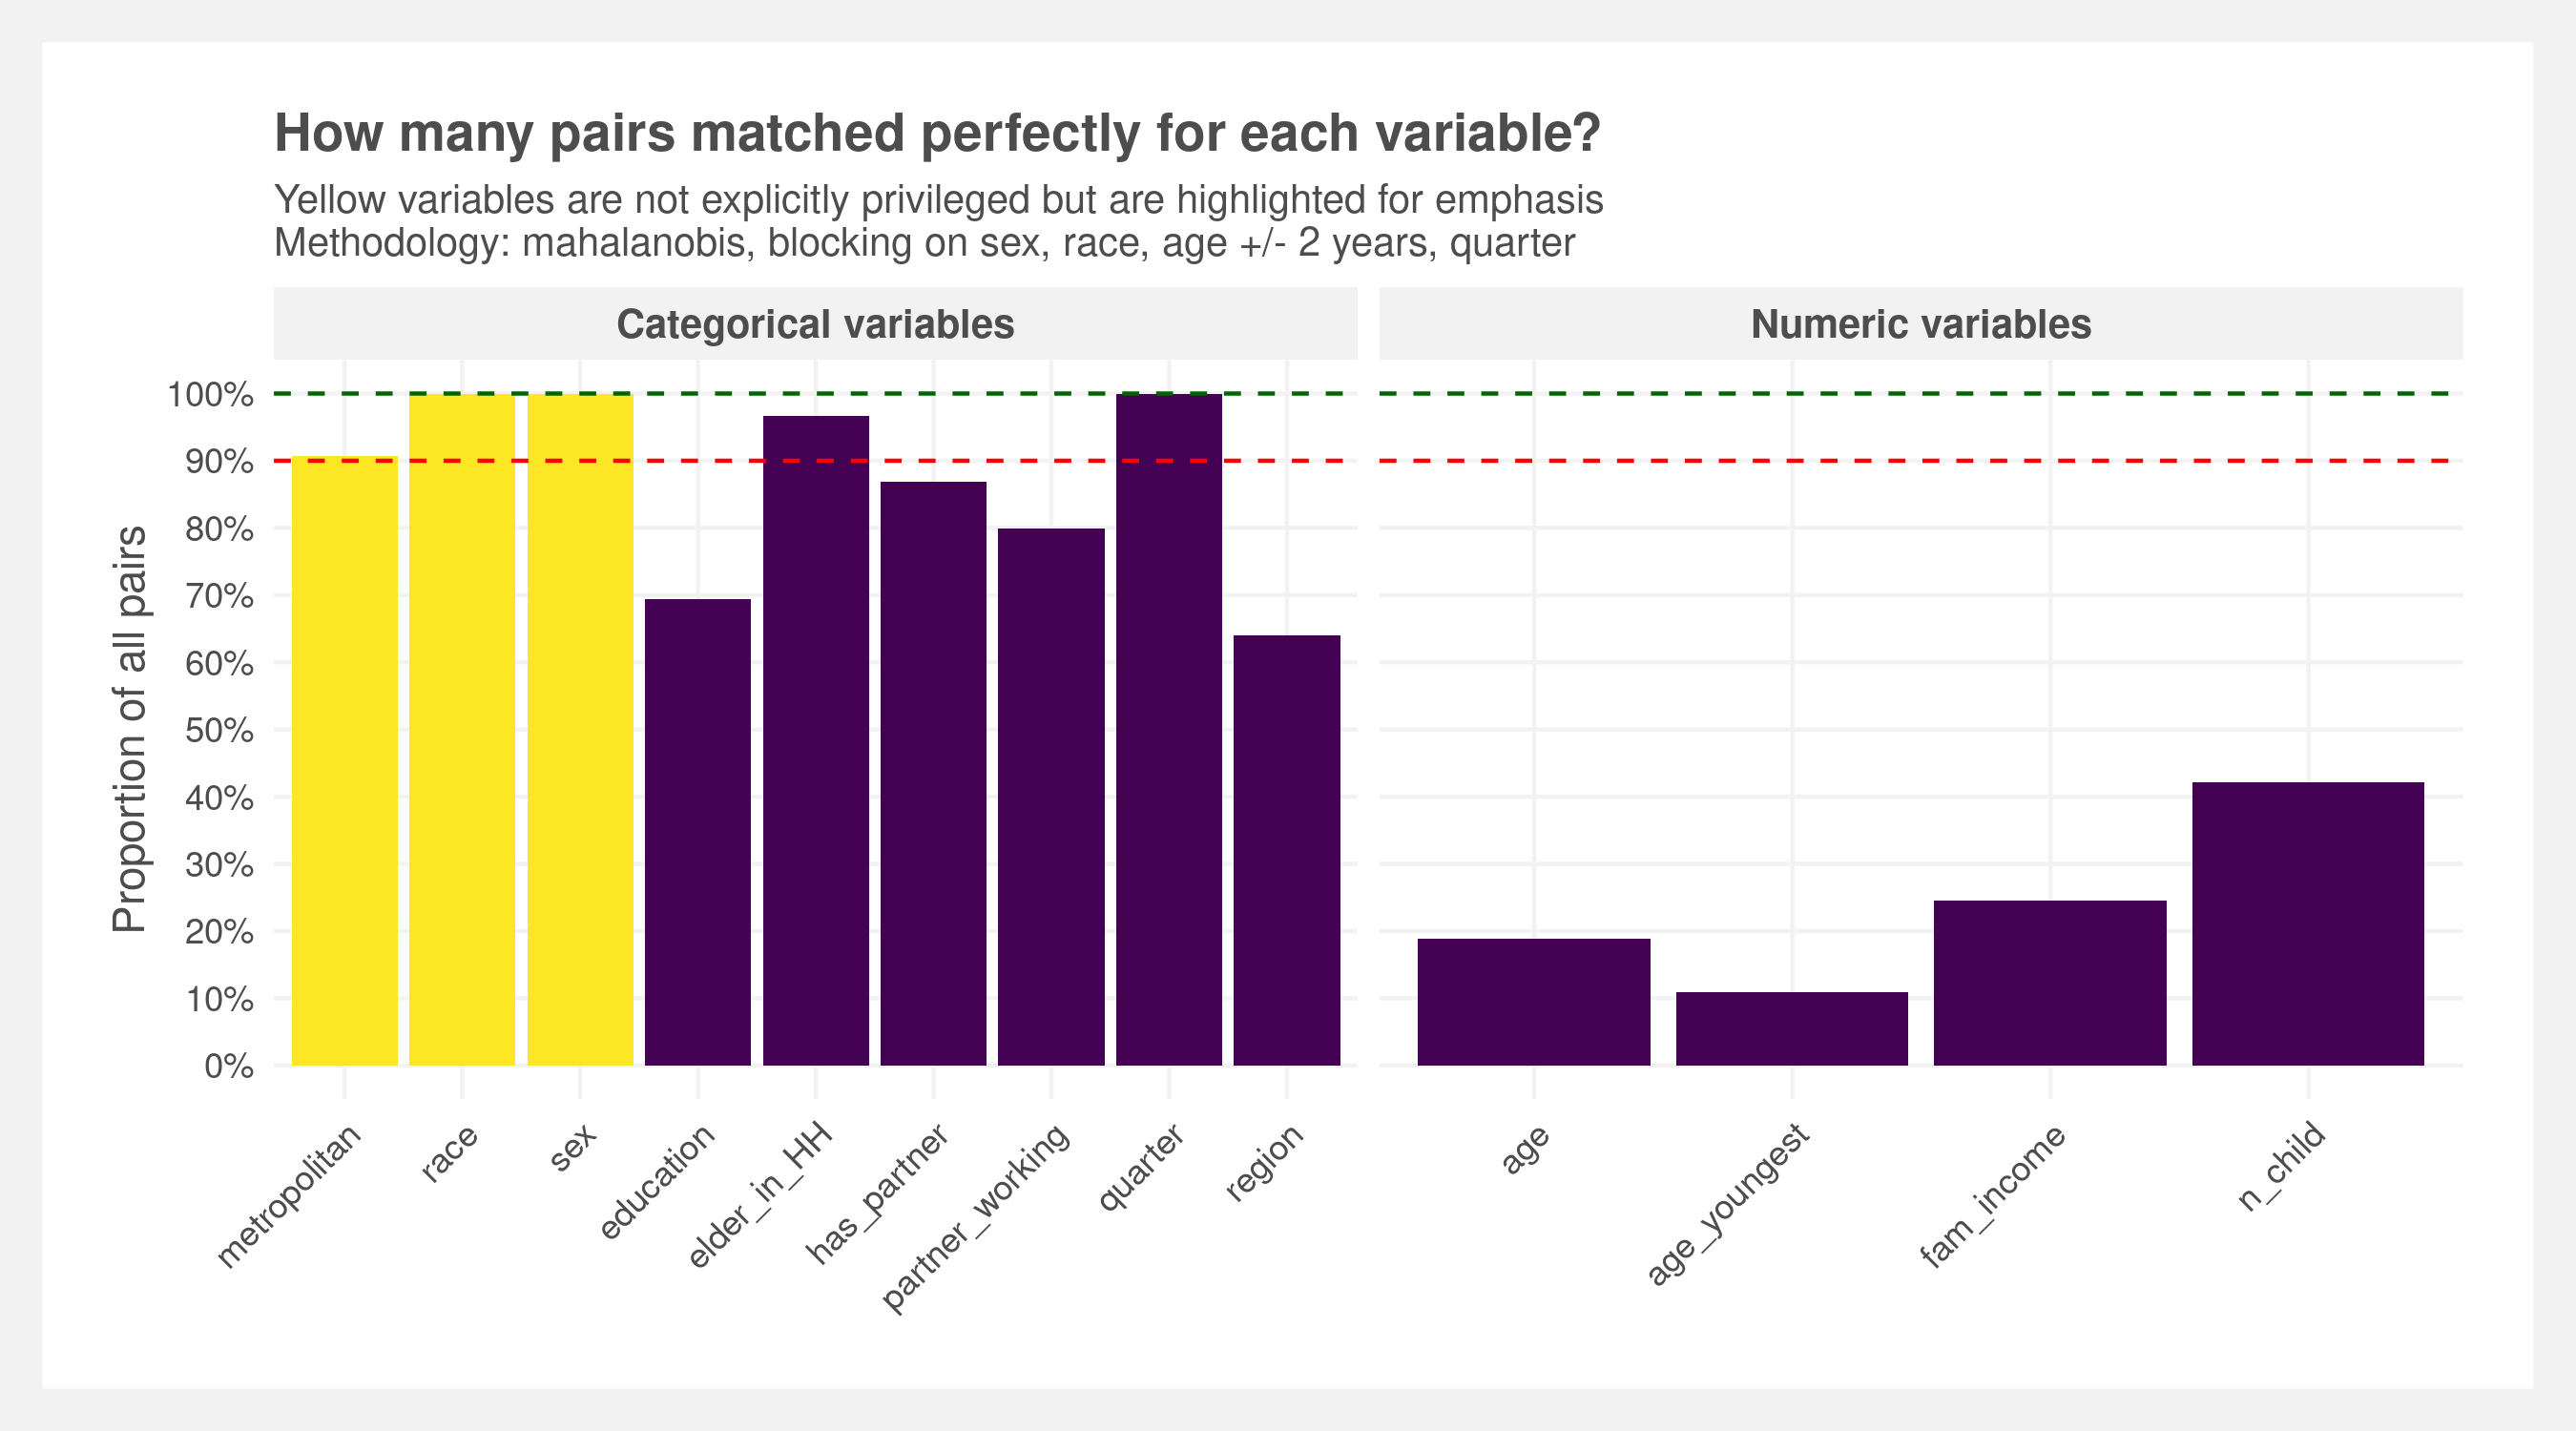 How many pairs matched perfectly for each variable?
Yellow variables are not explicitly privileged but are highlighted for emphasis
Methodology: mahalanobis, blocking on sex, race, age +/- 2 years, quarter
Categorical variables
Numeric variables
Proportion of all pairs
100%
90%
80%
70%
60%
50%
40%
30%
20%
10%
0%
metropolitan
race
sex
education
elder_in_HH
has_partner
partner_working
quarter
region
age
age_youngest
fam_income
n_child